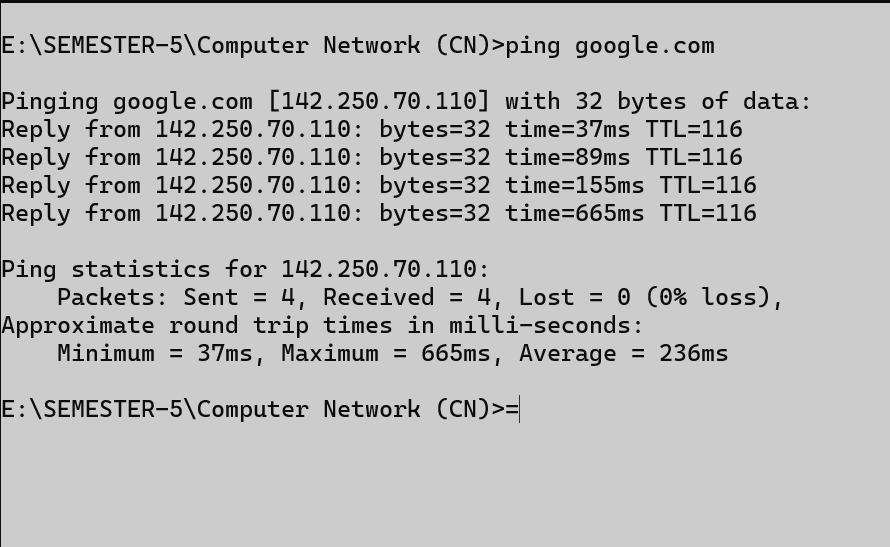 E:\SEMESTER-5\Computer Network (CN)>ping google.com
Pinging google.com [142.250.70.110] with 32 bytes of data:
Reply from 142.250.70.110: bytes=32 time=37ms TTL=116
Reply from 142.250.70.110: bytes=32 time=89ms TTL=116
Reply from 142.250.70.110: bytes=32 time=155ms TTL=116
Reply from 142.250.70.110: bytes=32 time=665ms TTL=116
Ping statistics for 142.250.70.110:
    Packets: Sent = 4, Received = 4, Lost = 0 (0% loss),
Approximate round trip times in milli-seconds:
    Minimum = 37ms, Maximum = 665ms, Average = 236ms
E:\SEMESTER-5\Computer Network (CN)>=